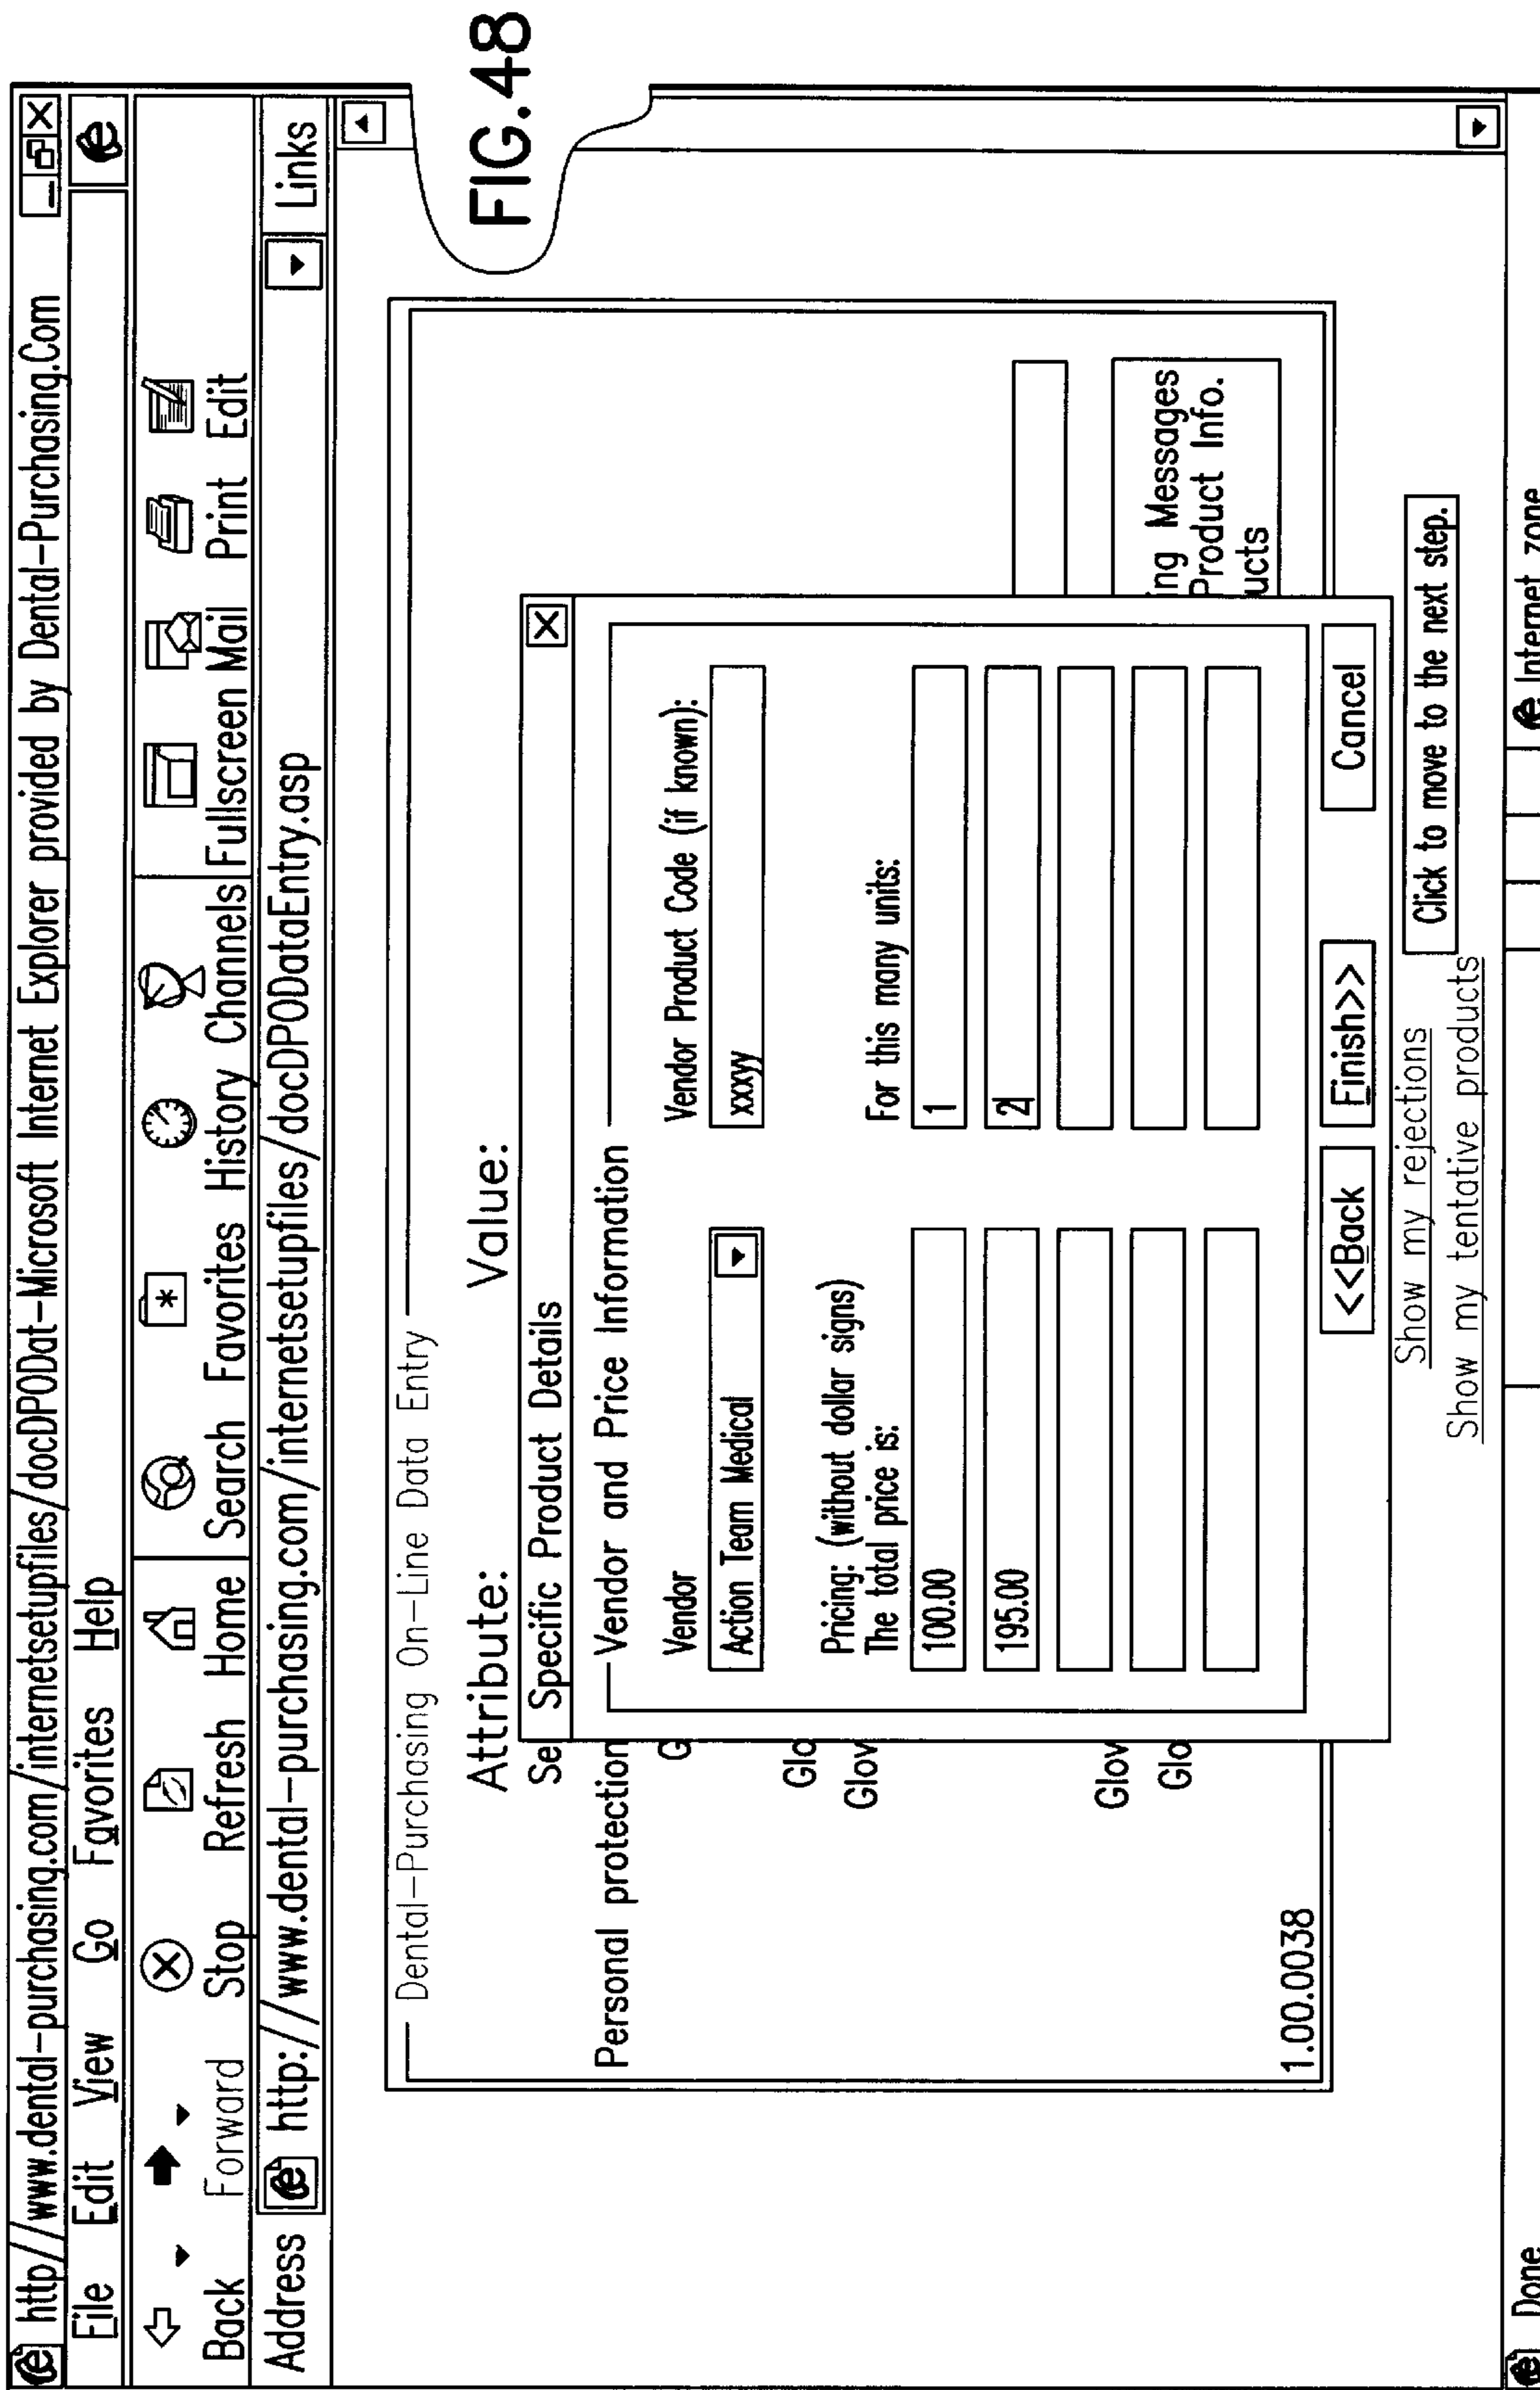 http//www.dental-purchasing.com/internetsetupfiles/docDPODat-Microsoft Internet Explorer provided by Dental-Purchasing.Com
File Edit View Go Favorites Help
Back Forward Stop Refresh Home Search Favorites History Channels Fullscreen Mail Print Edit
Address http://www.dental-purchasing.com/internetsetupfiles/docDPODataEntry.asp Links
FIG.48
Dental-Purchasing On-Line Data Entry
Attribute: Value:
Se
Specific Product Details
Personal protection
Vendor and Price Information
G
Vendor Vendor Product Code (if known):
Action Team Medical xxxyy
Glo
Pricing: (without dollar signs)
Glov
The total price is: For this many units:
100.00 1
195.00 2
Glov
Glo
ing Messages
Product Info.
ucts
1.00.0038
<<Back Finish>> Cancel
Show my rejections
Click to move to the next step.
Show my tentative products
Done Internet zone